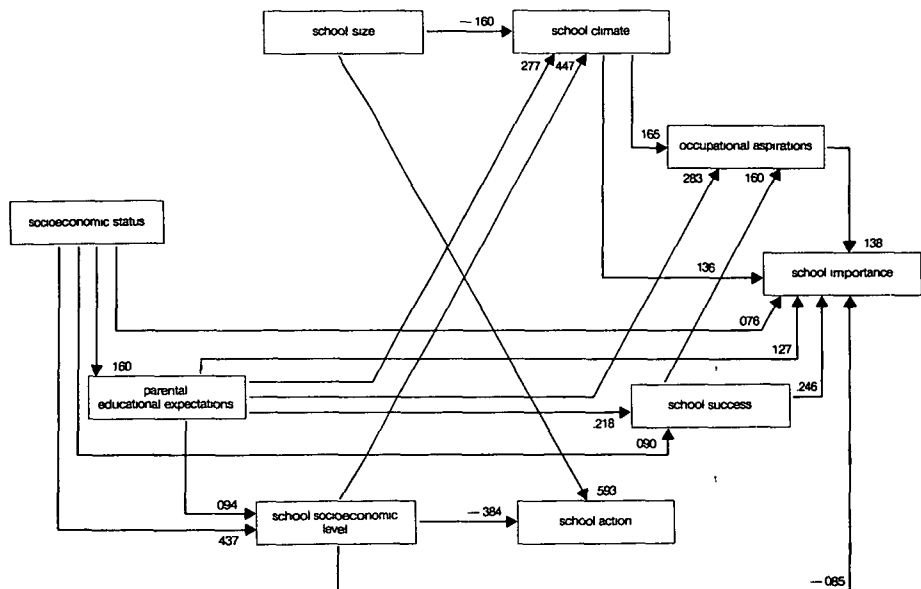 school size
— 160
school climate
277
447
165
occupational aspirations
283
160
socioeconomic status
138
136
school importance
076
127
160
parental
educational expectations
school success
.246
.218
090
094
school socioeconomic
level
437
— 384
593
school action
— 085